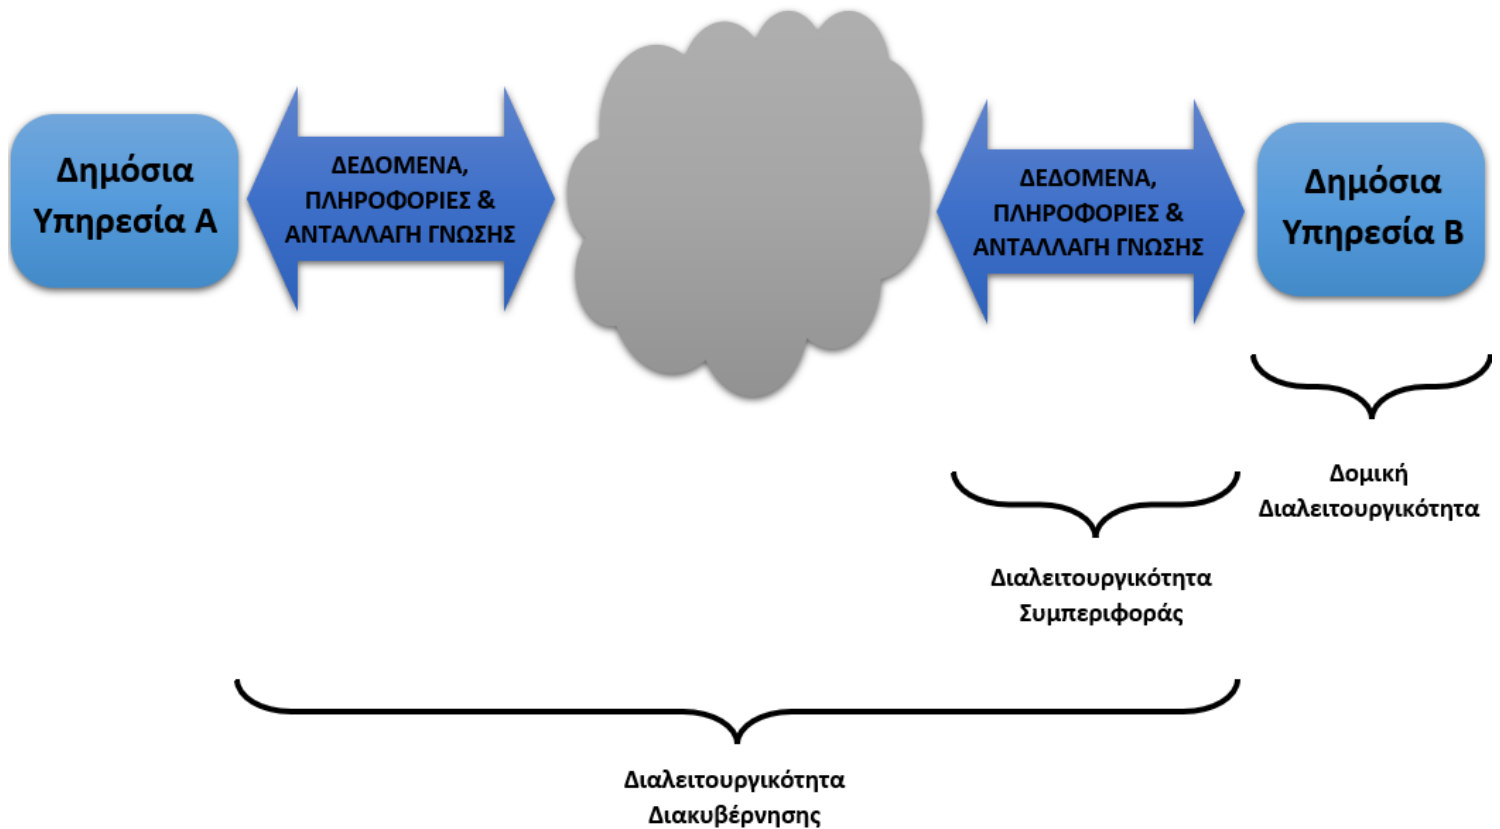 Δημόσια
Υπηρεσία Α
ΔΕΔΟΜΕΝΑ,
ΠΛΗΡΟΦΟΡΙΕΣ &
ΑΝΤΑΛΛΑΓΗ ΓΝΩΣΗΣ
ΔΕΔΟΜΕΝΑ,
ΠΛΗΡΟΦΟΡΙΕΣ &
ΑΝΤΑΛΛΑΓΗ ΓΝΩΣΗΣ
Δημόσια
Υπηρεσία Β
Δομική
Διαλειτουργικότητα
Διαλειτουργικότητα
Συμπεριφοράς
Διαλειτουργικότητα
Διακυβέρνησης